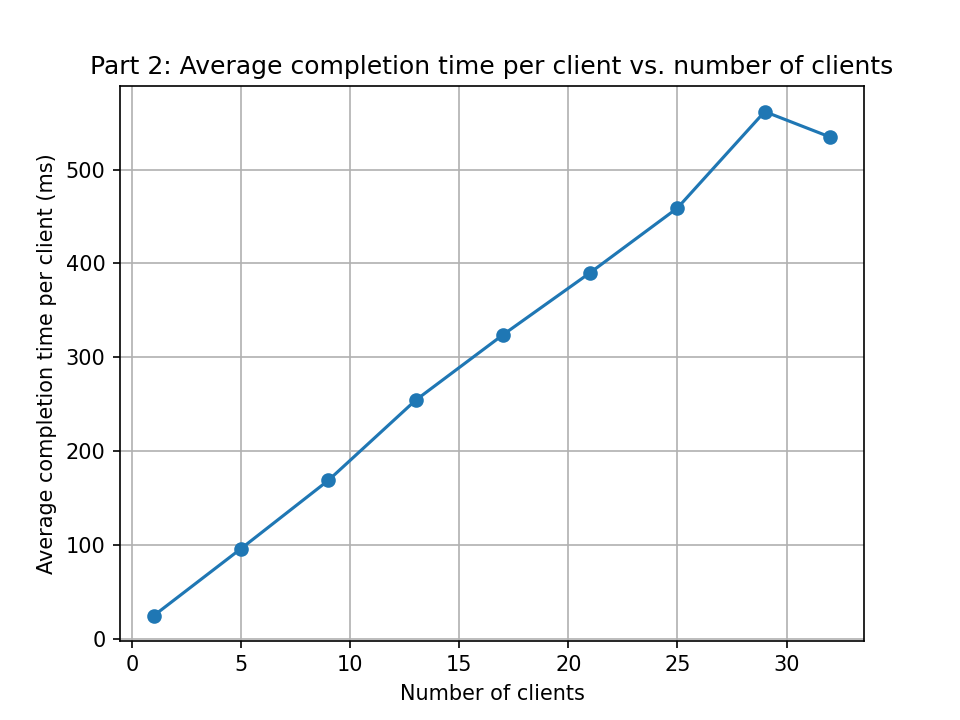 Part 2: Average completion time per client vs. number of clients
Average completion time per client (ms)
500
400
300
200
100
0
0 5 10 15 20 25 30
Number of clients